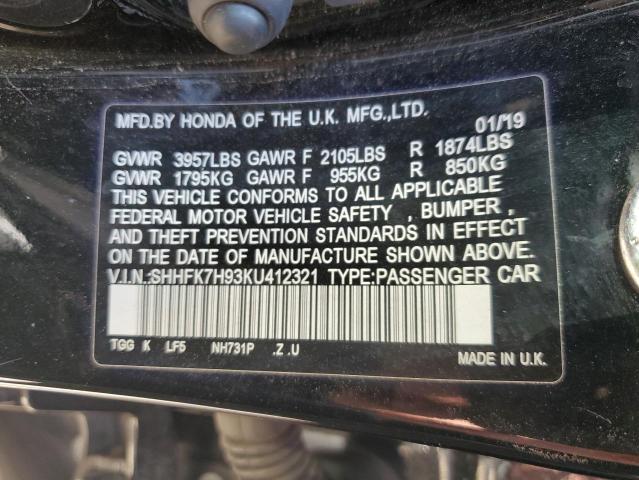 MFD.BY HONDA OF THE U.K. MFG.,LTD. 01/19
GVWR 3957LBS GAWR F 2105LBS R 1874LBS
GVWR 1795KG GAWR F 955KG R 850KG
THIS VEHICLE CONFORMS TO ALL APPLICABLE
FEDERAL MOTOR VEHICLE SAFETY , BUMPER ,
AND THEFT PREVENTION STANDARDS IN EFFECT
ON THE DATE OF MANUFACTURE SHOWN ABOVE.
V.I.N.:SHHFK7H93KU412321 TYPE:PASSENGER CAR
TGG K LF5 NH731P .Z .U
MADE IN U.K.